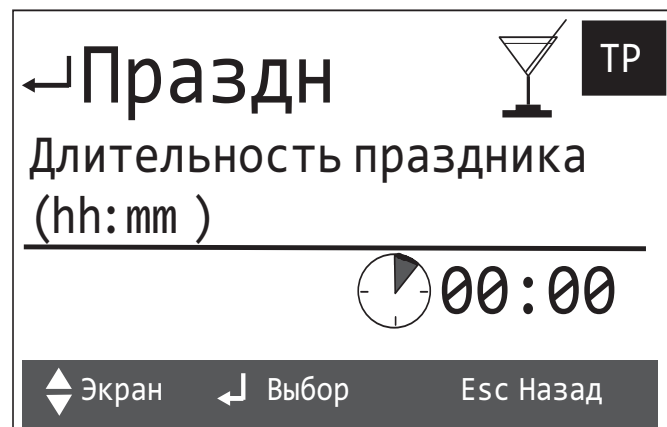 ↵Праздн TP
Длительность праздника
(hh:mm )
00:00
Экран ↵ Выбор Esc Назад